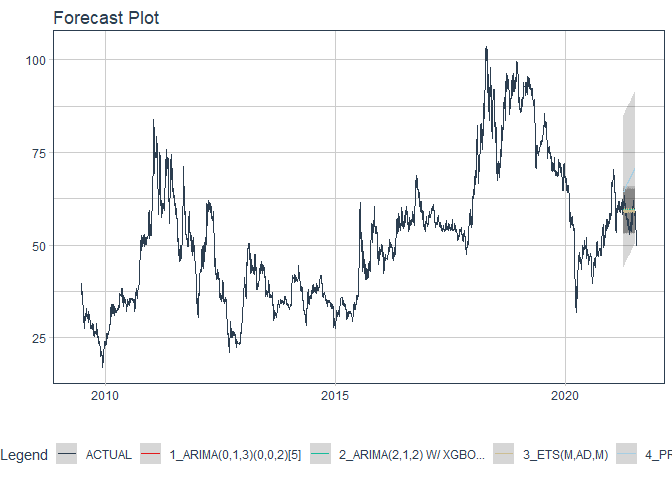 Forecast Plot
100
75
50
25
2010 2015 2020
Legend ACTUAL 1_ARIMA(0,1,3)(0,0,2)[5] 2_ARIMA(2,1,2) W/ XGBO... 3_ETS(M,AD,M) 4_PR